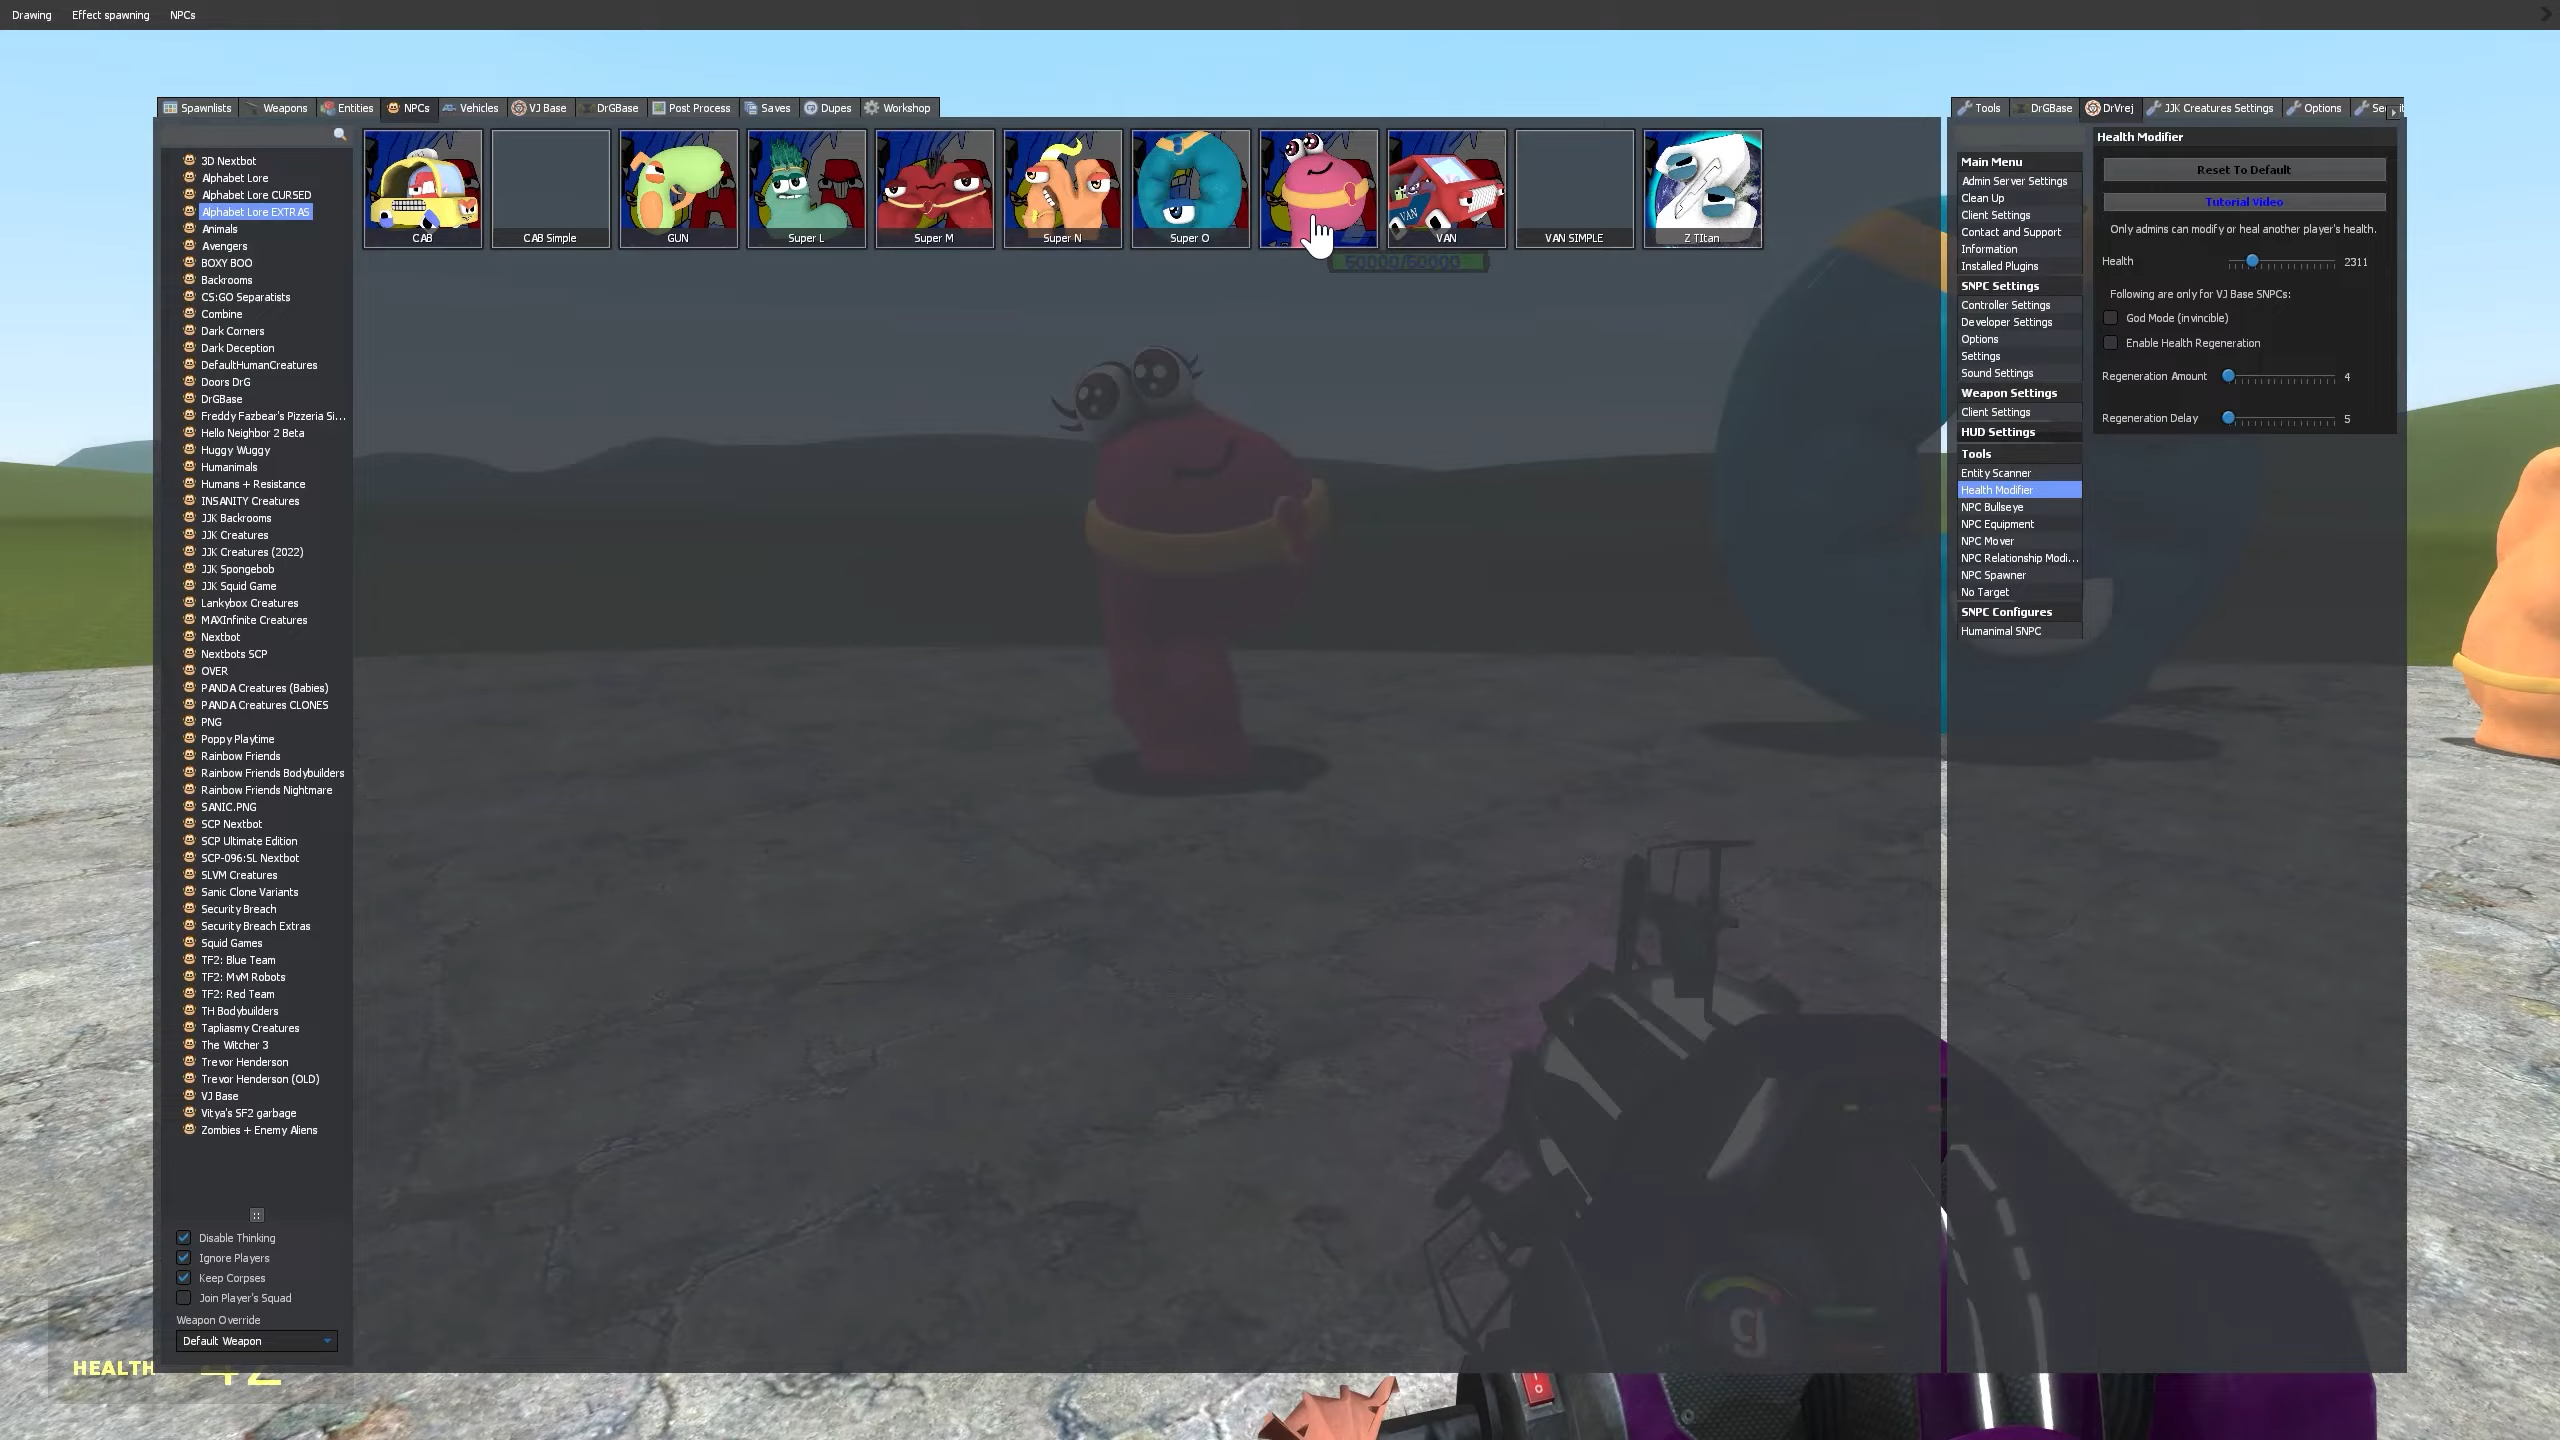 Drawing Effect spawning NPCs
Spawnlists Weapons Entities NPCs Vehicles VJ Base DrGBase Post Process Saves Dupes Workshop
3D Nextbot
Alphabet Lore
Alphabet Lore CURSED
Alphabet Lore EXTRAS
Animals
Avengers
BOXY BOO
Backrooms
CS:GO Separatists
Combine
Dark Corners
Dark Deception
DefaultHumanCreatures
Doors DrG
DrGBase
Freddy Fazbear's Pizzeria Si...
Hello Neighbor 2 Beta
Huggy Wuggy
Humanimals
Humans + Resistance
INSANITY Creatures
JJK Backrooms
JJK Creatures
JJK Creatures (2022)
JJK Spongebob
JJK Squid Game
Lankybox Creatures
MAXInfinite Creatures
Nextbot
Nextbots SCP
OVER
PANDA Creatures (Babies)
PANDA Creatures CLONES
PNG
Poppy Playtime
Rainbow Friends
Rainbow Friends Bodybuilders
Rainbow Friends Nightmare
SANIC.PNG
SCP Nextbot
SCP Ultimate Edition
SCP-096:SL Nextbot
SLVM Creatures
Sanic Clone Variants
Security Breach
Security Breach Extras
Squid Games
TF2: Blue Team
TF2: MvM Robots
TF2: Red Team
TH Bodybuilders
Tapliasmy Creatures
The Witcher 3
Trevor Henderson
Trevor Henderson (OLD)
VJ Base
Vitya's SF2 garbage
Zombies + Enemy Aliens
Disable Thinking
Ignore Players
Keep Corpses
Join Player's Squad
Weapon Override
Default Weapon
HEALTH 42
CAB CAB Simple GUN Super L Super M Super N Super O VAN VAN SIMPLE Z TItan
VAN
50000/50000
g
Tools DrGBase DrVrej JJK Creatures Settings Options
Main Menu
Admin Server Settings
Clean Up
Client Settings
Contact and Support
Information
Installed Plugins
SNPC Settings
Controller Settings
Developer Settings
Options
Settings
Sound Settings
Weapon Settings
Client Settings
HUD Settings
Tools
Entity Scanner
Health Modifier
NPC Bullseye
NPC Equipment
NPC Mover
NPC Relationship Modi...
NPC Spawner
No Target
SNPC Configures
Humanimal SNPC
Health Modifier
Reset To Default
Tutorial Video
Only admins can modify or heal another player's health.
Health 2311
Following are only for VJ Base SNPCs:
God Mode (invincible)
Enable Health Regeneration
Regeneration Amount 4
Regeneration Delay 5